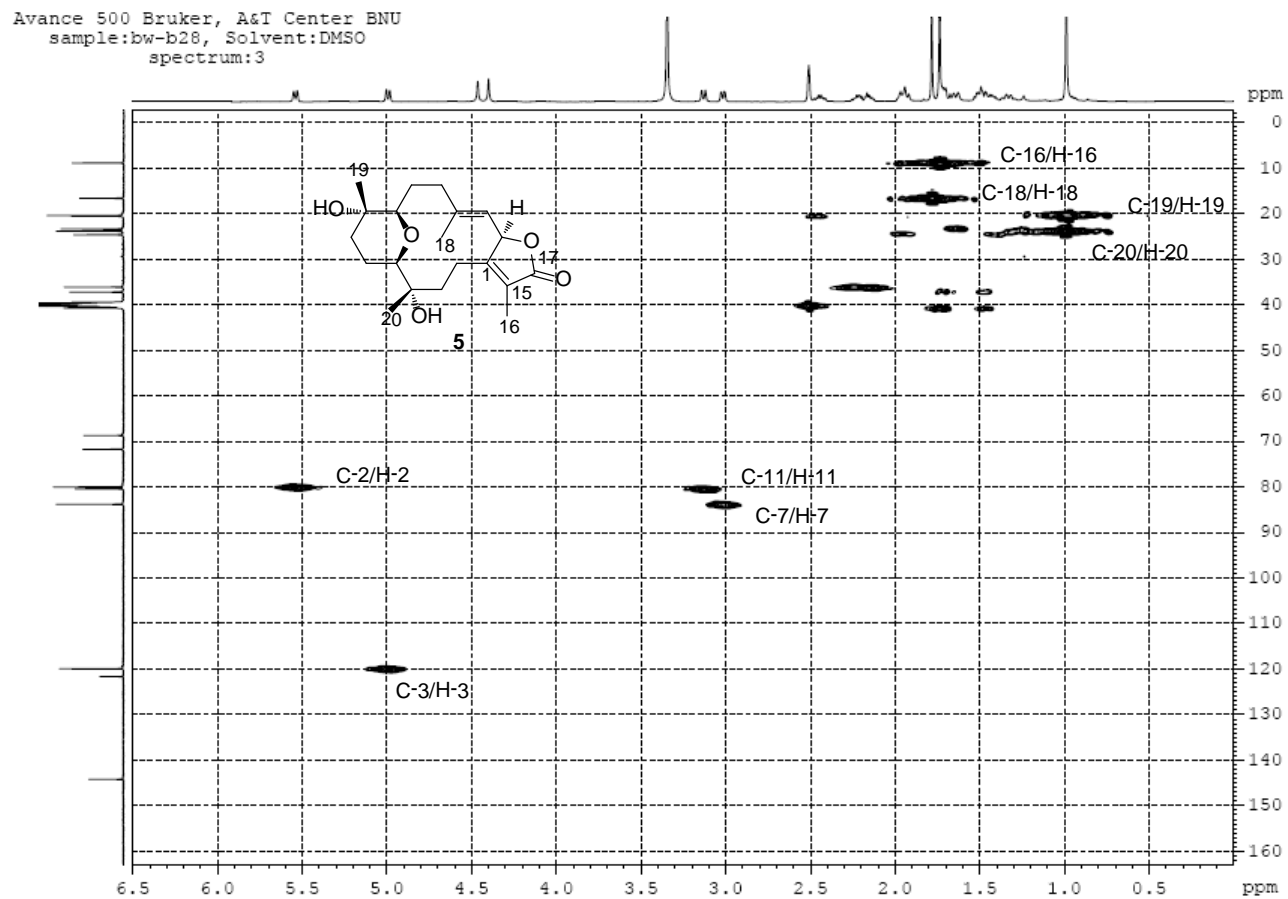 Avance 500 Bruker, A&T Center BNU
sample:bw-b28, Solvent:DMSO
spectrum:3
ppm
0
10
20
30
40
50
60
70
80
90
100
110
120
130
140
150
160
C-16/H-16
C-18/H-18
C-19/H-19
C-20/H-20
19
HO
H
O
18
O
17
1
O
15
20
OH
16
5
C-2/H-2
C-11/H-11
C-7/H-7
C-3/H-3
6.5 6.0 5.5 5.0 4.5 4.0 3.5 3.0 2.5 2.0 1.5 1.0 0.5 ppm